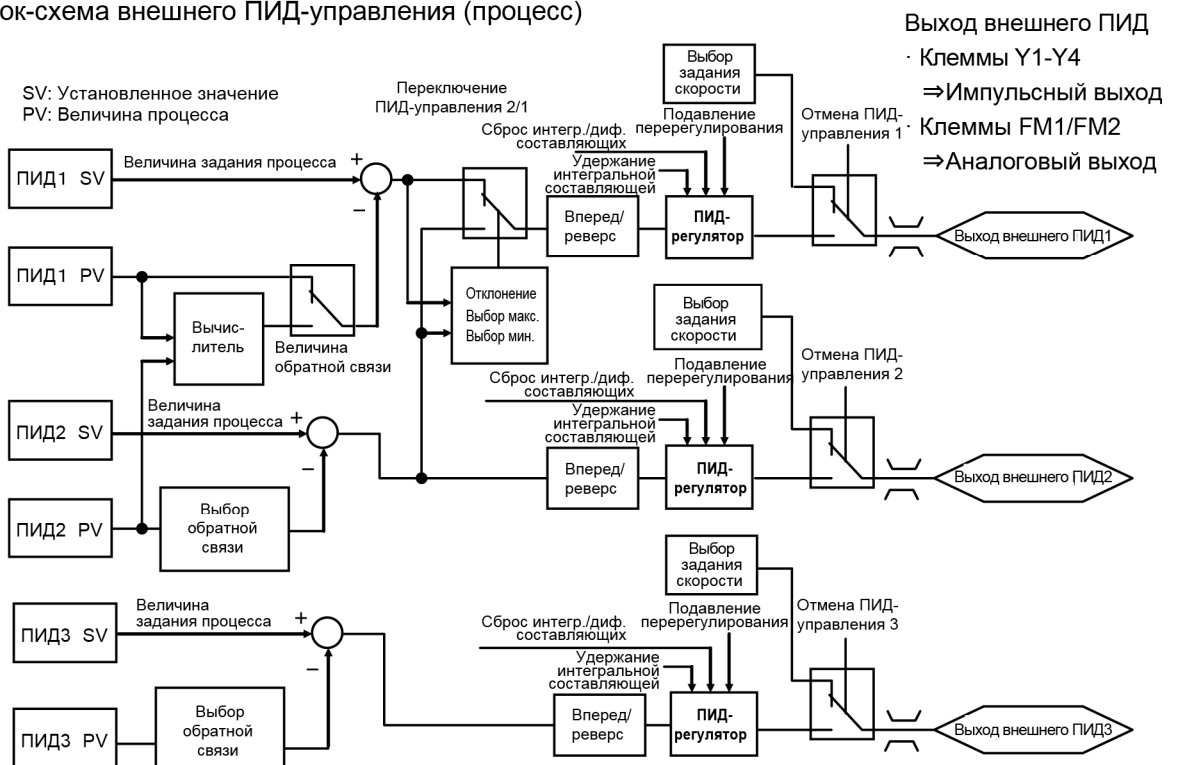 ок-схема внешнего ПИД-управления (процесс)
Выход внешнего ПИД
· Клеммы Y1-Y4
⇒Импульсный выход
· Клеммы FM1/FM2
⇒Аналоговый выход
SV: Установленное значение
PV: Величина процесса
Переключение
ПИД-управления 2/1
Выбор
задания
скорости
Подавление
перерегулирования
Отмена ПИД-
управления 1
Сброс интегр./диф.
составляющих
Удержание
интегральной
составляющей
ПИД1 SV
Величина задания процесса
+
–
Вперед/
реверс
ПИД-
регулятор
Выход внешнего ПИД1
ПИД1 PV
Вычис-
литель
Величина
обратной связи
Отклонение
Выбор макс.
Выбор мин.
Выбор
задания
скорости
Подавление
перерегулирования
Отмена ПИД-
управления 2
Сброс интегр./диф.
составляющих
Удержание
интегральной
составляющей
ПИД2 SV
Величина
задания процесса
+
–
Вперед/
реверс
ПИД-
регулятор
Выход внешнего ПИД2
ПИД2 PV
Выбор
обратной
связи
Выбор
задания
скорости
Подавление
перерегулирования
Отмена ПИД-
управления 3
Сброс интегр./диф.
составляющих
Удержание
интегральной
составляющей
ПИД3 SV
Величина
задания процесса
+
–
Вперед/
реверс
ПИД-
регулятор
Выход внешнего ПИД3
ПИД3 PV
Выбор
обратной
связи